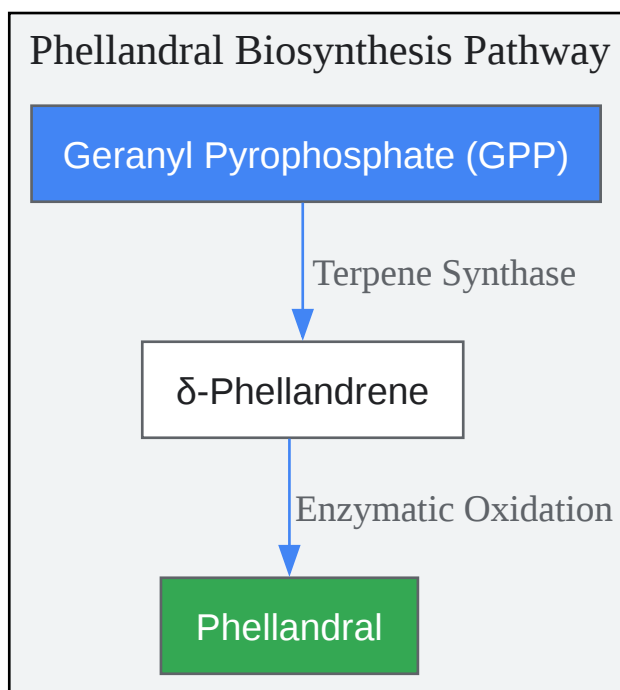 Phellandral Biosynthesis Pathway
Geranyl Pyrophosphate (GPP)
Terpene Synthase
δ-Phellandrene
Enzymatic Oxidation
Phellandral